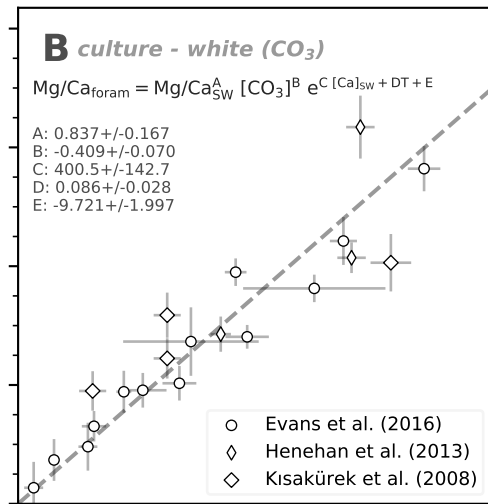 B culture - white (CO₃)
Mg/Ca_foram = Mg/Ca_SW^A [CO₃]^B e^(C [Ca]_SW + DT + E)
A: 0.837+/-0.167
B: -0.409+/-0.070
C: 400.5+/-142.7
D: 0.086+/-0.028
E: -9.721+/-1.997
Evans et al. (2016)
Henehan et al. (2013)
Kısakürek et al. (2008)